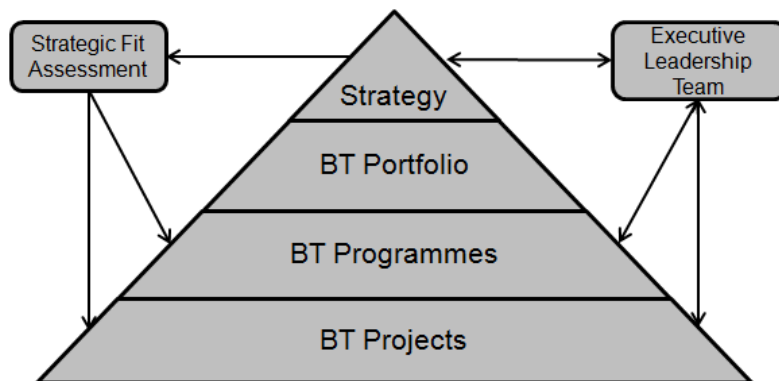 Strategic Fit
Assessment
Executive
Leadership
Team
Strategy
BT Portfolio
BT Programmes
BT Projects